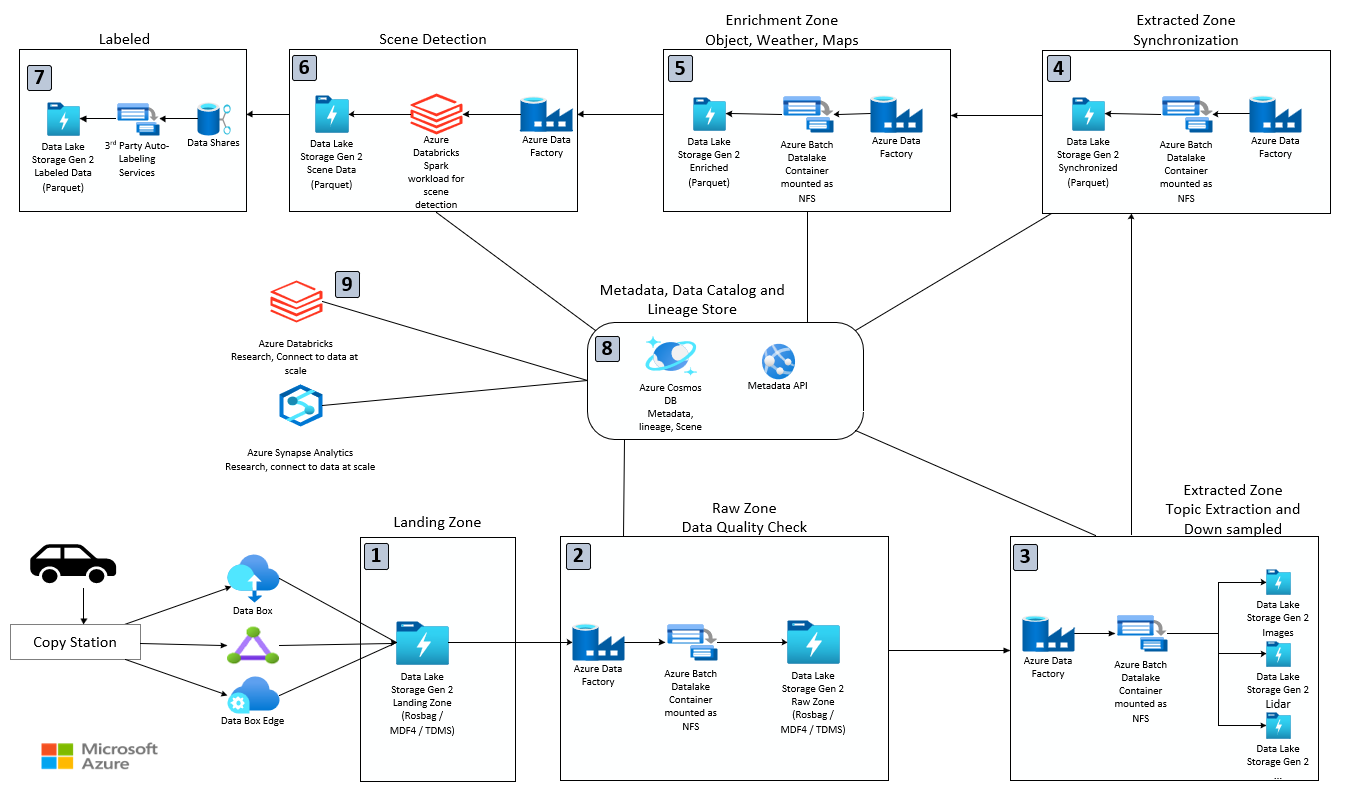 Labeled
7
Data Lake
Storage Gen 2
Labeled Data
(Parquet)
3rd Party Auto-
Labeling
Services
Data Shares
Scene Detection
6
Data Lake
Storage Gen 2
Scene Data
(Parquet)
Azure
Databricks
Spark
workload for
scene
detection
Azure Data
Factory
Enrichment Zone
Object, Weather, Maps
5
Data Lake
Storage Gen 2
Enriched
(Parquet)
Azure Batch
Datalake
Container
mounted as
NFS
Azure Data
Factory
Extracted Zone
Synchronization
4
Data Lake
Storage Gen 2
Synchronized
(Parquet)
Azure Batch
Datalake
Container
mounted as
NFS
Azure Data
Factory
9
Azure Databricks
Research, Connect to data at
scale
Azure Synapse Analytics
Research, connect to data at scale
Metadata, Data Catalog and
Lineage Store
8
Azure Cosmos
DB
Metadata,
lineage, Scene
Metadata API
Copy Station
Data Box
Data Box Edge
Microsoft
Azure
Landing Zone
1
Data Lake
Storage Gen 2
Landing Zone
(Rosbag /
MDF4 / TDMS)
Raw Zone
Data Quality Check
2
Azure Data
Factory
Azure Batch
Datalake
Container
mounted as
NFS
Data Lake
Storage Gen 2
Raw Zone
(Rosbag /
MDF4 / TDMS)
Extracted Zone
Topic Extraction and
Down sampled
3
Azure Data
Factory
Azure Batch
Datalake
Container
mounted as
NFS
Data Lake
Storage Gen 2
Images
Data Lake
Storage Gen 2
Lidar
Data Lake
Storage Gen 2
...